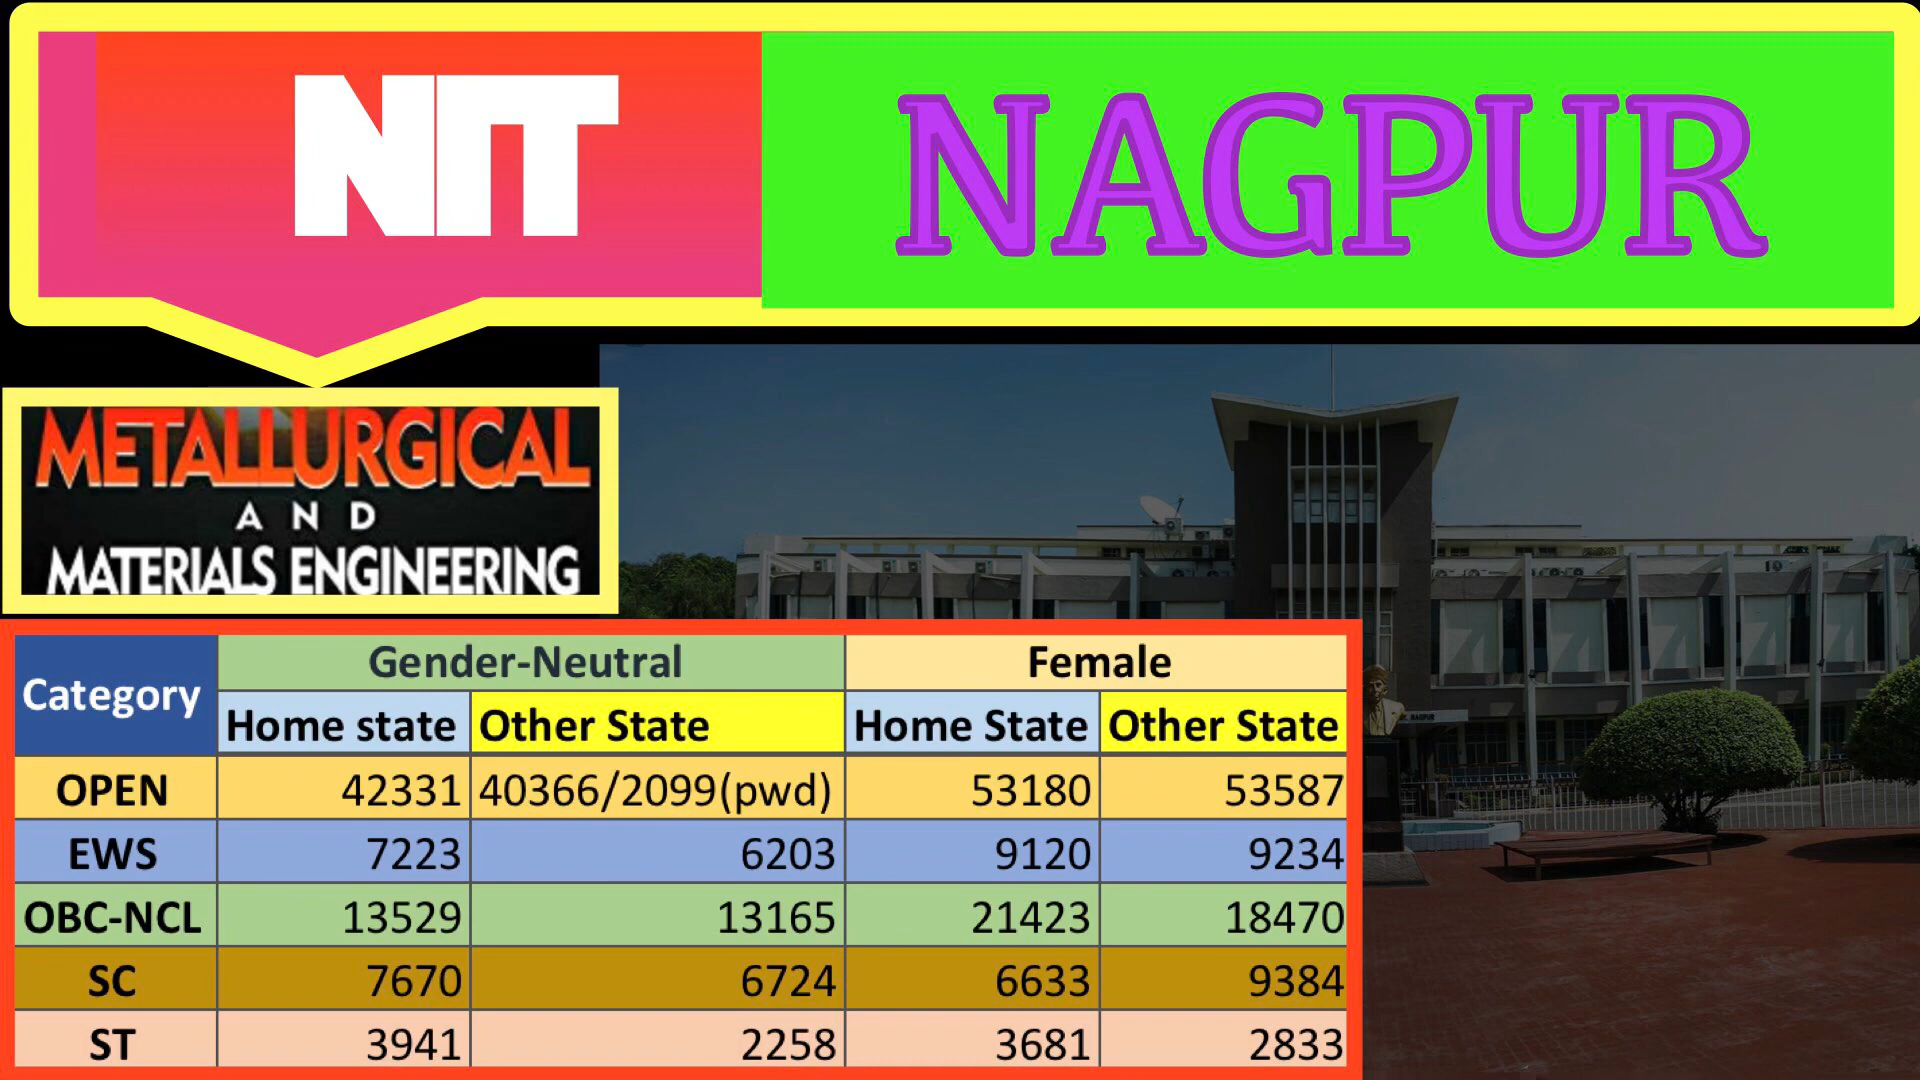 NIT NAGPUR
METALLURGICAL
AND
MATERIALS ENGINEERING
Category Gender-Neutral Female
Home state Other State Home State Other State
OPEN 42331 40366/2099(pwd) 53180 53587
EWS 7223 6203 9120 9234
OBC-NCL 13529 13165 21423 18470
SC 7670 6724 6633 9384
ST 3941 2258 3681 2833
NAGPUR